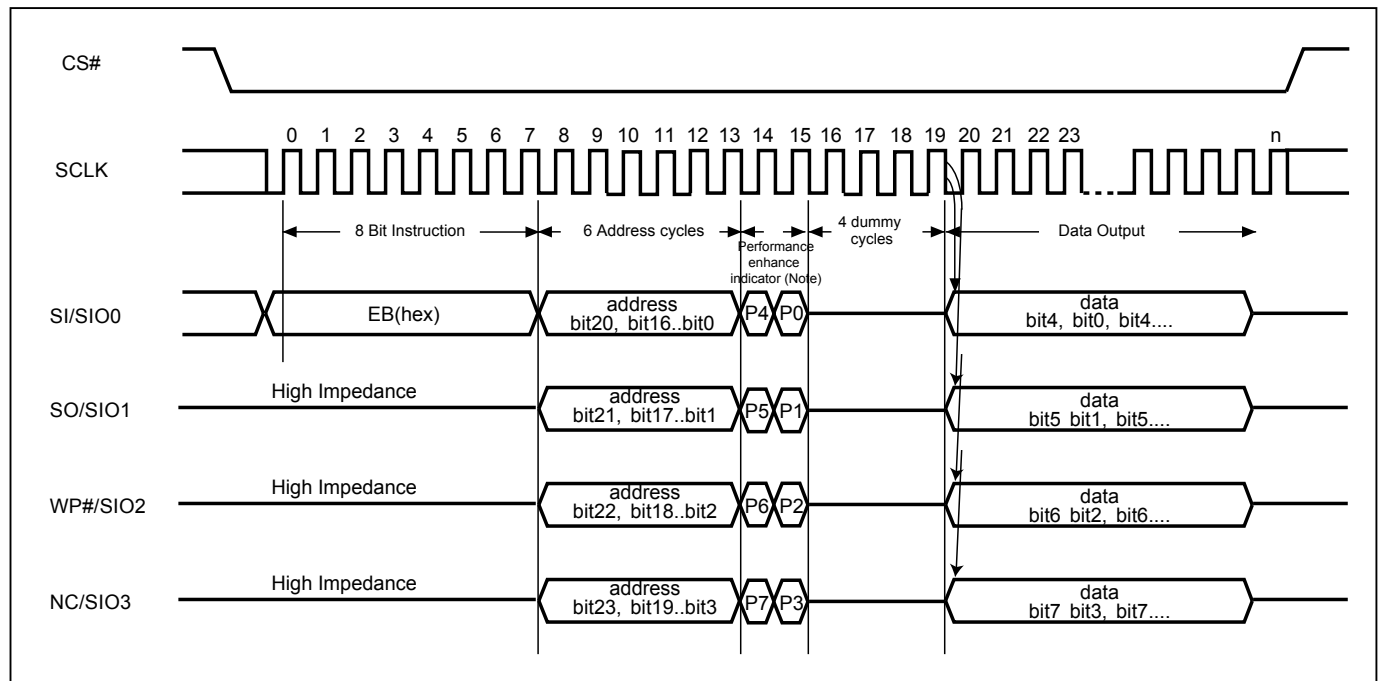 CS#
0 1 2 3 4 5 6 7 8 9 10 11 12 13 14 15 16 17 18 19 20 21 22 23 n
SCLK
8 Bit Instruction
6 Address cycles
Performance
enhance
indicator (Note)
4 dummy
cycles
Data Output
SI/SIO0
EB(hex)
address
bit20, bit16..bit0
P4 P0
data
bit4, bit0, bit4....
SO/SIO1
High Impedance
address
bit21, bit17..bit1
P5 P1
data
bit5 bit1, bit5....
WP#/SIO2
High Impedance
address
bit22, bit18..bit2
P6 P2
data
bit6 bit2, bit6....
NC/SIO3
High Impedance
address
bit23, bit19..bit3
P7 P3
data
bit7 bit3, bit7....